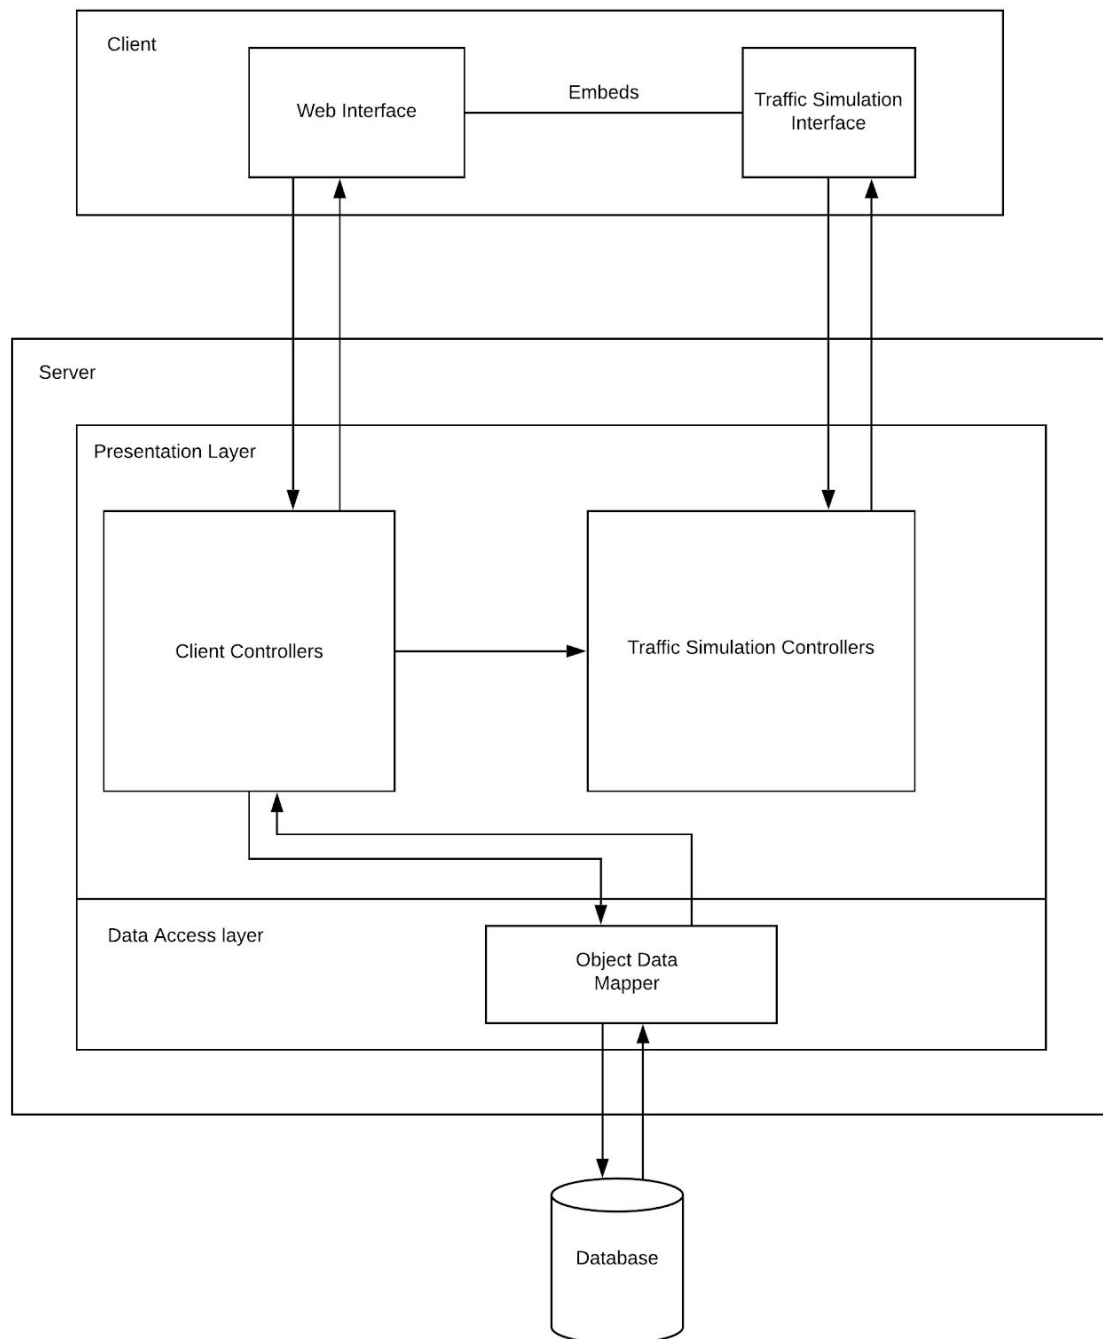 Client
Web Interface
Embeds
Traffic Simulation
Interface
Server
Presentation Layer
Client Controllers
Traffic Simulation Controllers
Data Access layer
Object Data
Mapper
Database